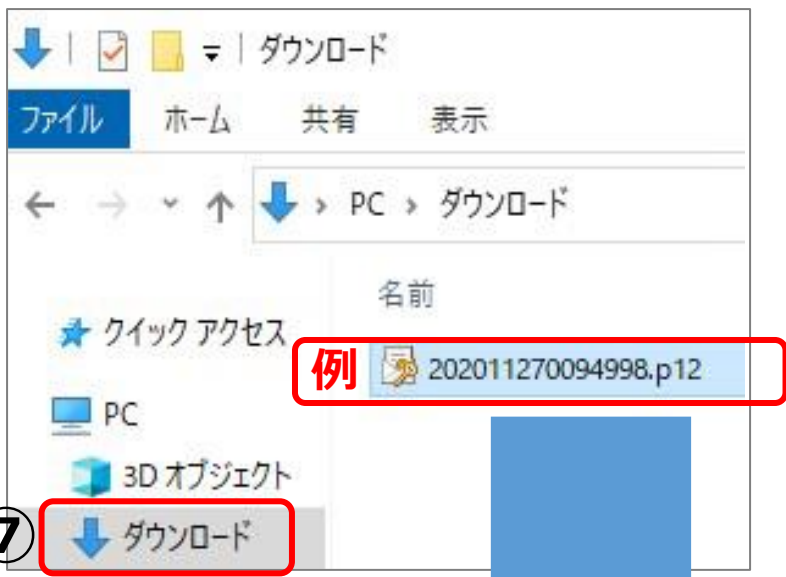 ダウンロード
ファイル ホーム 共有 表示
PC › ダウンロード
名前
クイック アクセス
例 202011270094998.p12
PC
3D オブジェクト
⑦ ダウンロード